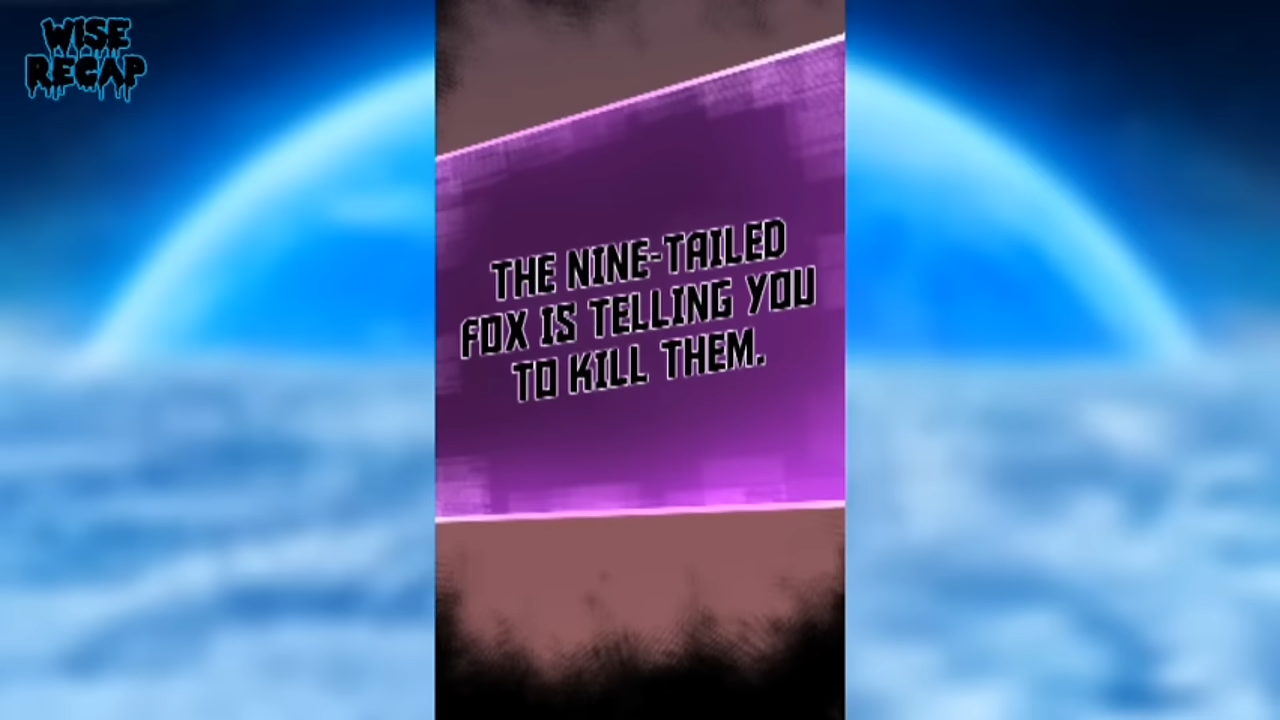 WISE
RECAP
THE NINE-TAILED
FOX IS TELLING YOU
TO KILL THEM.